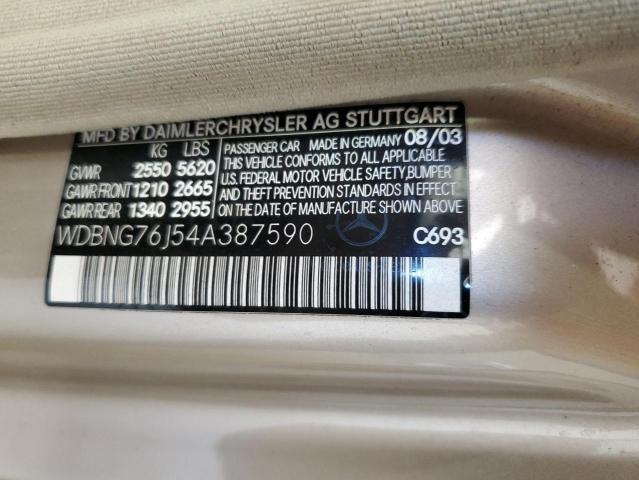 MFD BY DAIMLERCHRYSLER AG STUTTGART
KG LBS
GVWR 2550 5620
GAWR FRONT 1210 2665
GAWR REAR 1340 2955
PASSENGER CAR MADE IN GERMANY 08/03
THIS VEHICLE CONFORMS TO ALL APPLICABLE
U.S. FEDERAL MOTOR VEHICLE SAFETY, BUMPER
AND THEFT PREVENTION STANDARDS IN EFFECT
ON THE DATE OF MANUFACTURE SHOWN ABOVE
WDBNG76J54A387590
C693